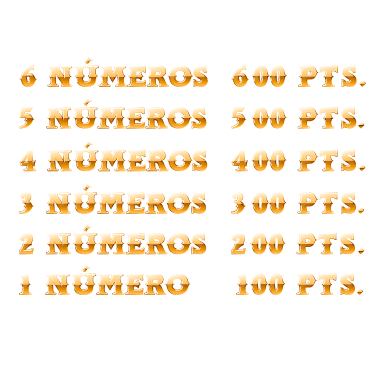 6 NÚMEROS 600 PTS.
5 NÚMEROS 500 PTS.
4 NÚMEROS 400 PTS.
3 NÚMEROS 300 PTS.
2 NÚMEROS 200 PTS.
1 NÚMERO 100 PTS.